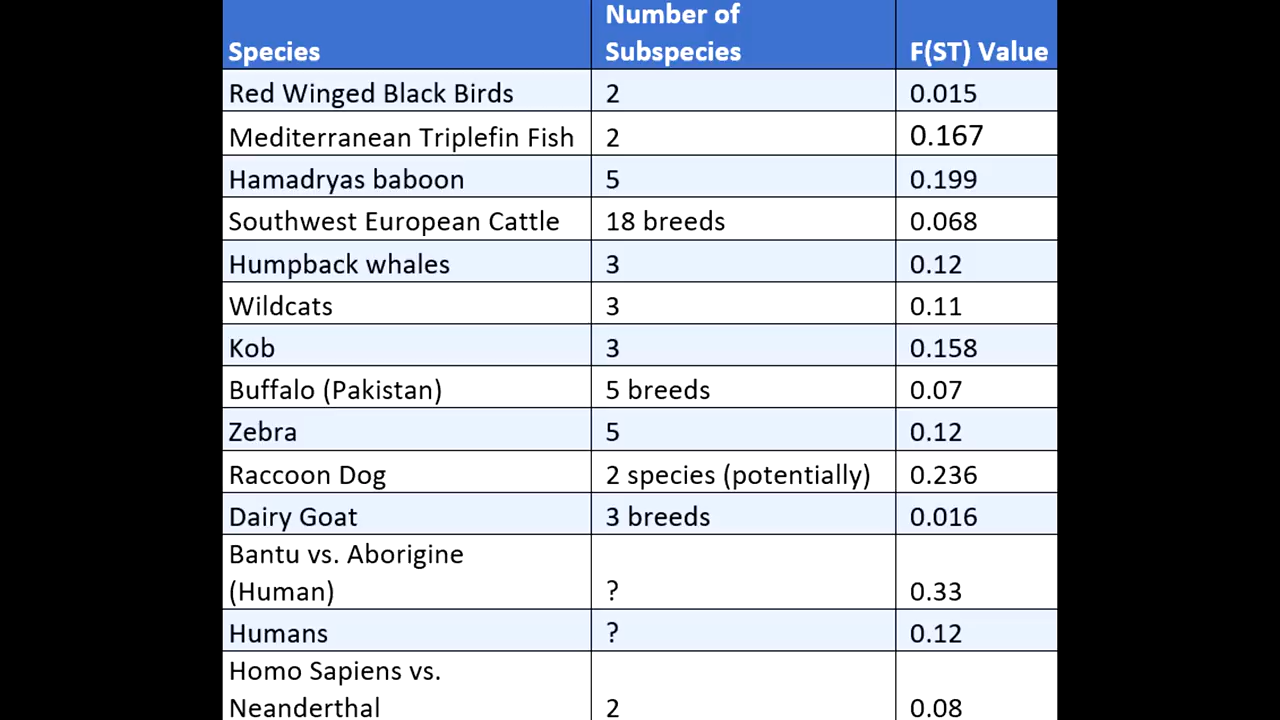 Species Number of Subspecies F(ST) Value
Red Winged Black Birds 2 0.015
Mediterranean Triplefin Fish 2 0.167
Hamadryas baboon 5 0.199
Southwest European Cattle 18 breeds 0.068
Humpback whales 3 0.12
Wildcats 3 0.11
Kob 3 0.158
Buffalo (Pakistan) 5 breeds 0.07
Zebra 5 0.12
Raccoon Dog 2 species (potentially) 0.236
Dairy Goat 3 breeds 0.016
Bantu vs. Aborigine
(Human) ? 0.33
Humans ? 0.12
Homo Sapiens vs.
Neanderthal 2 0.08